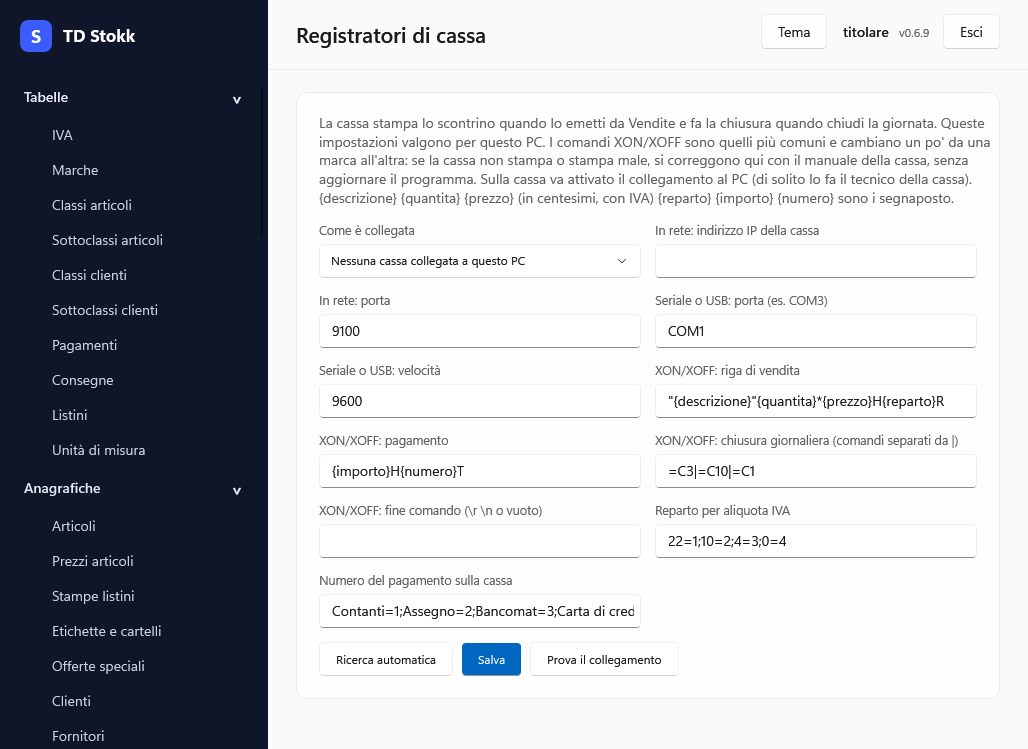 S TD Stokk
Registratori di cassa
Tema
titolare v0.6.9
Esci
Tabelle
IVA
Marche
Classi articoli
Sottoclassi articoli
Classi clienti
Sottoclassi clienti
Pagamenti
Consegne
Listini
Unità di misura
Anagrafiche
Articoli
Prezzi articoli
Stampe listini
Etichette e cartelli
Offerte speciali
Clienti
Fornitori
La cassa stampa lo scontrino quando lo emetti da Vendite e fa la chiusura quando chiudi la giornata. Queste
impostazioni valgono per questo PC. I comandi XON/XOFF sono quelli più comuni e cambiano un po' da una
marca all'altra: se la cassa non stampa o stampa male, si correggono qui con il manuale della cassa, senza
aggiornare il programma. Sulla cassa va attivato il collegamento al PC (di solito lo fa il tecnico della cassa).
{descrizione} {quantita} {prezzo} (in centesimi, con IVA) {reparto} {importo} {numero} sono i segnaposto.
Come è collegata
Nessuna cassa collegata a questo PC
In rete: indirizzo IP della cassa
In rete: porta
9100
Seriale o USB: porta (es. COM3)
COM1
Seriale o USB: velocità
9600
XON/XOFF: riga di vendita
"{descrizione}"{quantita}*{prezzo}H{reparto}R
XON/XOFF: pagamento
{importo}H{numero}T
XON/XOFF: chiusura giornaliera (comandi separati da |)
=C3|=C10|=C1
XON/XOFF: fine comando (\r \n o vuoto)
Reparto per aliquota IVA
22=1;10=2;4=3;0=4
Numero del pagamento sulla cassa
Contanti=1;Assegno=2;Bancomat=3;Carta di cred
Ricerca automatica
Salva
Prova il collegamento